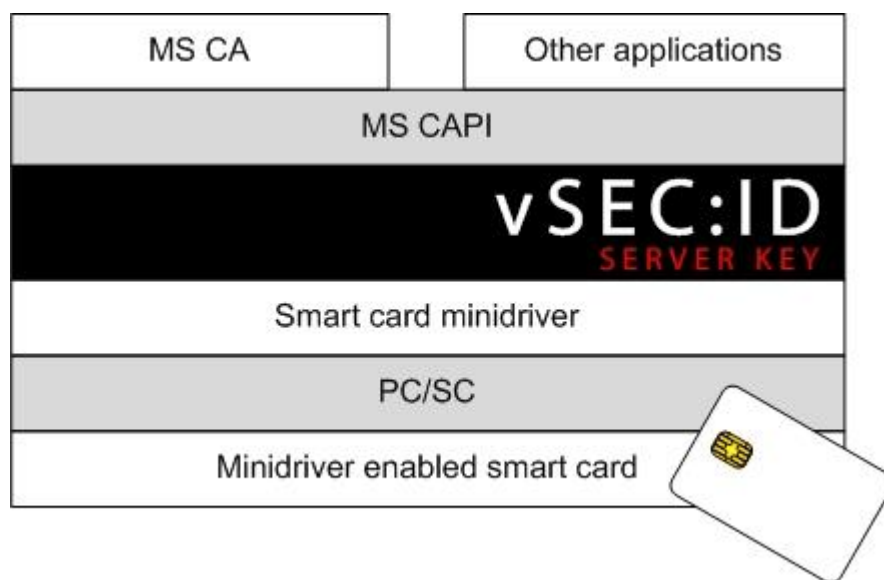 MS CA
Other applications
MS CAPI
vSEC:ID
SERVER KEY
Smart card minidriver
PC/SC
Minidriver enabled smart card